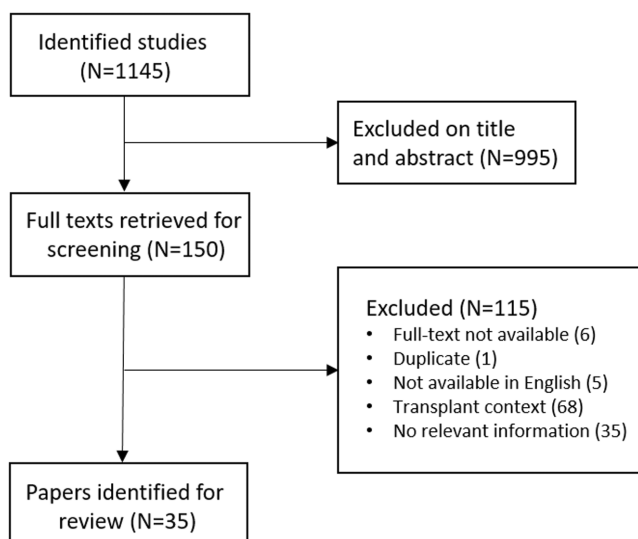 Identified studies
(N=1145)
Excluded on title
and abstract (N=995)
Full texts retrieved for
screening (N=150)
Excluded (N=115)
• Full-text not available (6)
• Duplicate (1)
• Not available in English (5)
• Transplant context (68)
• No relevant information (35)
Papers identified for
review (N=35)